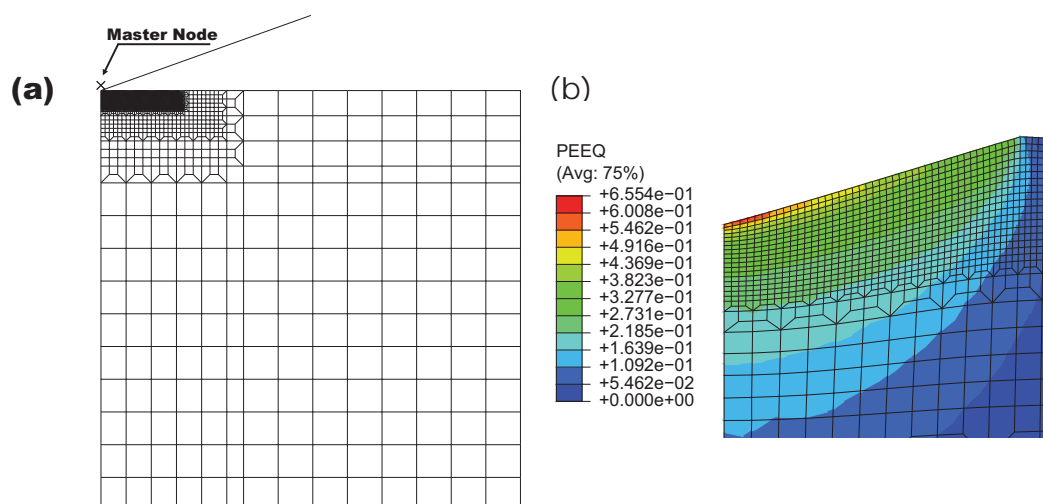 Master Node
(a)
(b)
PEEQ
(Avg: 75%)
+6.554e−01
+6.008e−01
+5.462e−01
+4.916e−01
+4.369e−01
+3.823e−01
+3.277e−01
+2.731e−01
+2.185e−01
+1.639e−01
+1.092e−01
+5.462e−02
+0.000e+00